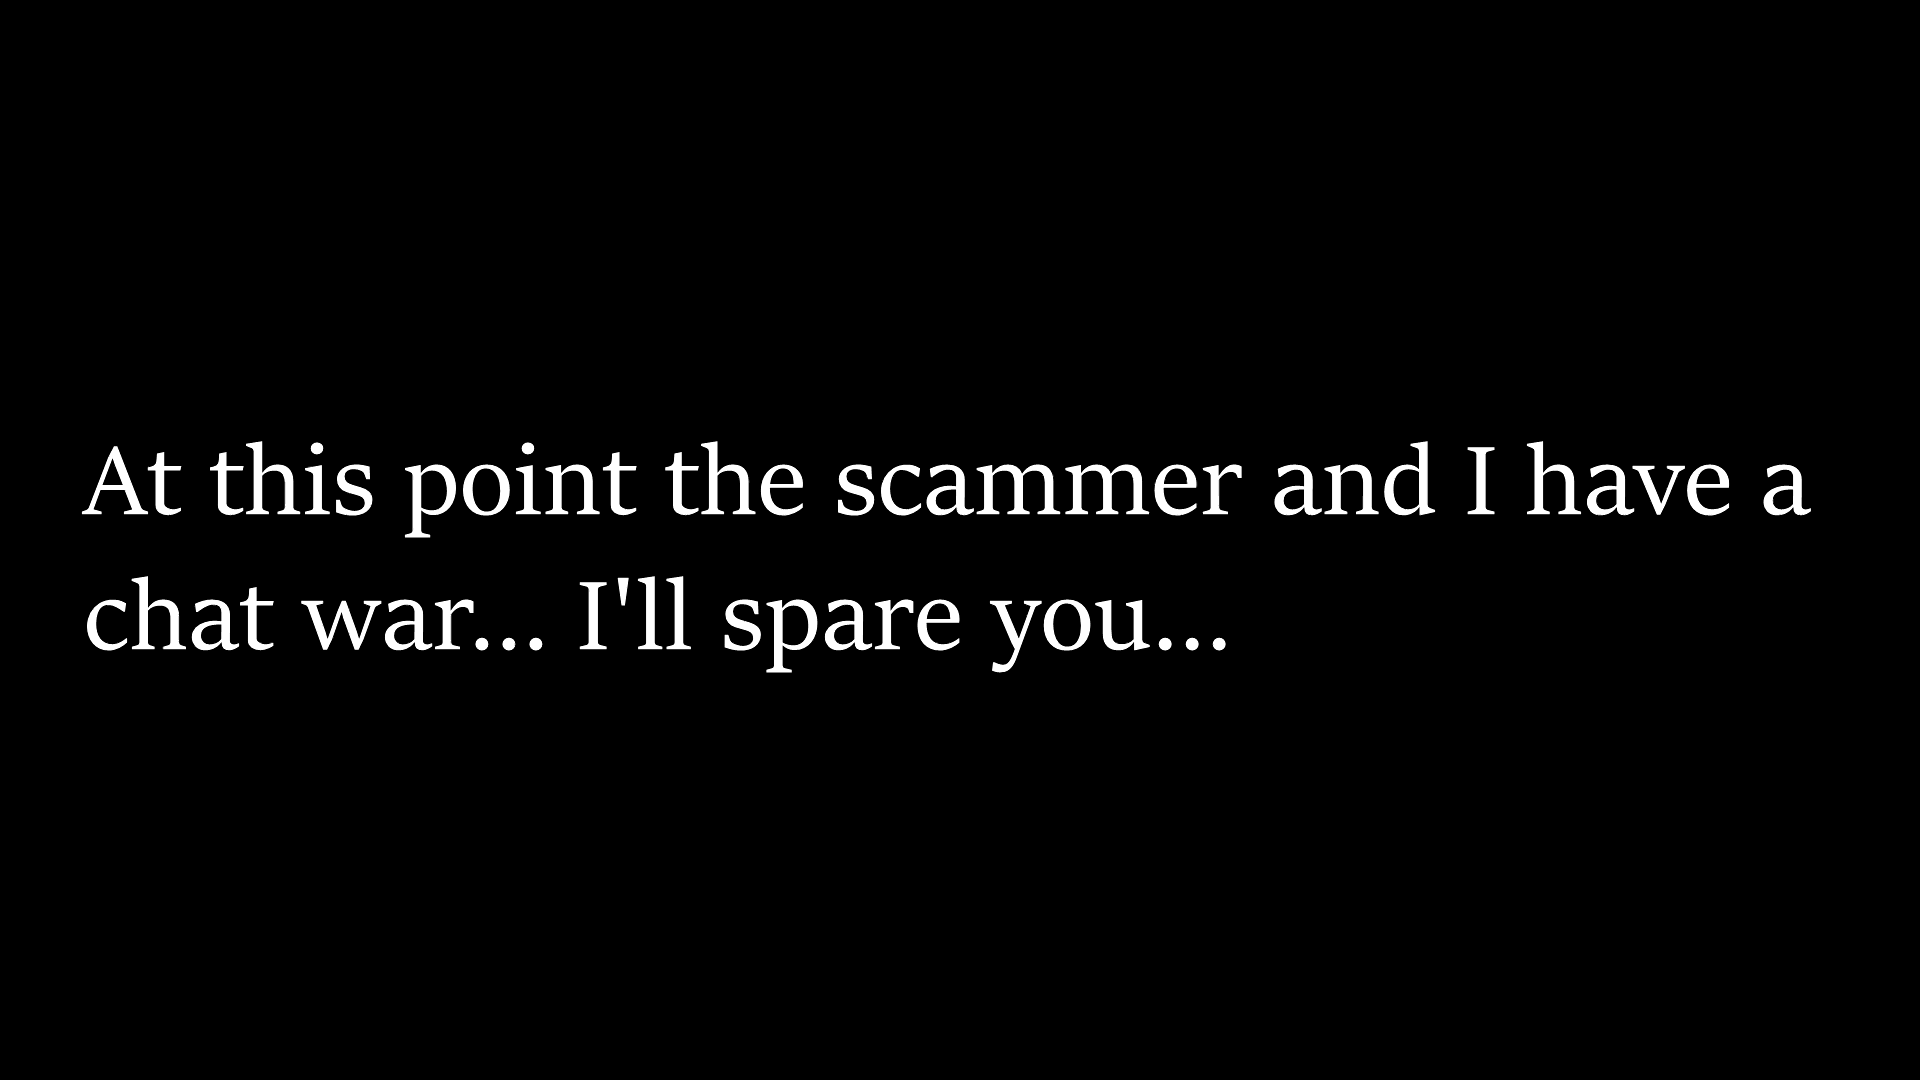 At this point the scammer and I have a
chat war... I'll spare you...